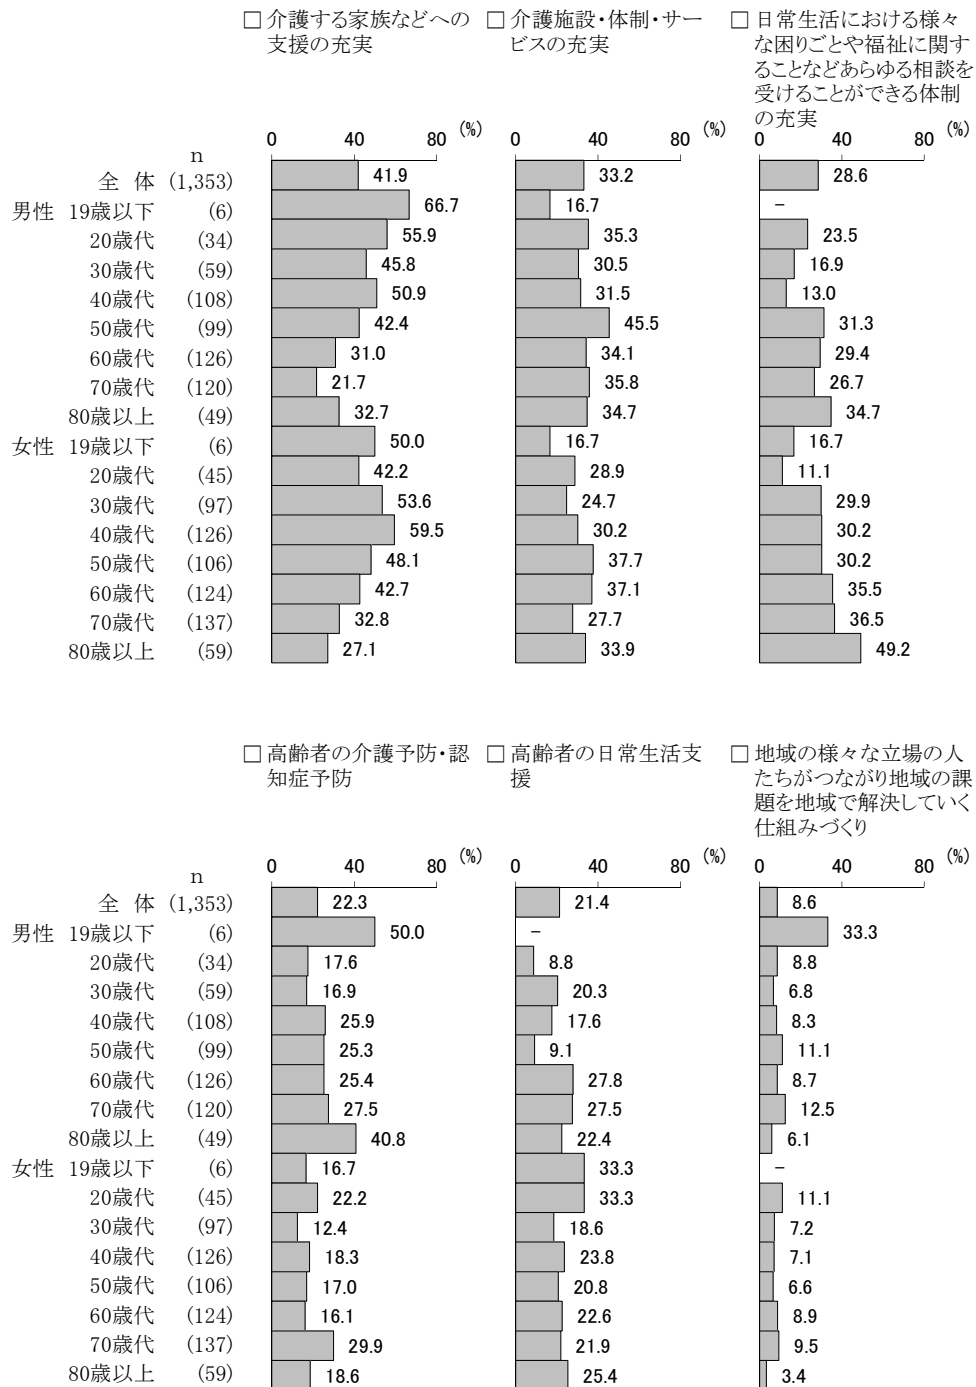 □ 介護する家族などへの
支援の充実
□ 介護施設・体制・サー
ビスの充実
□ 日常生活における様々
な困りごとや福祉に関す
ることなどあらゆる相談を
受けることができる体制
の充実
0 40 80 (%) 0 40 80 (%) 0 40 80 (%)
n
全 体 (1,353) 41.9 33.2 28.6
男性 19歳以下 (6) 66.7 16.7 －
20歳代 (34) 55.9 35.3 23.5
30歳代 (59) 45.8 30.5 16.9
40歳代 (108) 50.9 31.5 13.0
50歳代 (99) 42.4 45.5 31.3
60歳代 (126) 31.0 34.1 29.4
70歳代 (120) 21.7 35.8 26.7
80歳以上 (49) 32.7 34.7 34.7
女性 19歳以下 (6) 50.0 16.7 16.7
20歳代 (45) 42.2 28.9 11.1
30歳代 (97) 53.6 24.7 29.9
40歳代 (126) 59.5 30.2 30.2
50歳代 (106) 48.1 37.7 30.2
60歳代 (124) 42.7 37.1 35.5
70歳代 (137) 32.8 27.7 36.5
80歳以上 (59) 27.1 33.9 49.2
□ 高齢者の介護予防・認
知症予防
□ 高齢者の日常生活支
援
□ 地域の様々な立場の人
たちがつながり地域の課
題を地域で解決していく
仕組みづくり
0 40 80 (%) 0 40 80 (%) 0 40 80 (%)
n
全 体 (1,353) 22.3 21.4 8.6
男性 19歳以下 (6) 50.0 － 33.3
20歳代 (34) 17.6 8.8 8.8
30歳代 (59) 16.9 20.3 6.8
40歳代 (108) 25.9 17.6 8.3
50歳代 (99) 25.3 9.1 11.1
60歳代 (126) 25.4 27.8 8.7
70歳代 (120) 27.5 27.5 12.5
80歳以上 (49) 40.8 22.4 6.1
女性 19歳以下 (6) 16.7 33.3 －
20歳代 (45) 22.2 33.3 11.1
30歳代 (97) 12.4 18.6 7.2
40歳代 (126) 18.3 23.8 7.1
50歳代 (106) 17.0 20.8 6.6
60歳代 (124) 16.1 22.6 8.9
70歳代 (137) 29.9 21.9 9.5
80歳以上 (59) 18.6 25.4 3.4